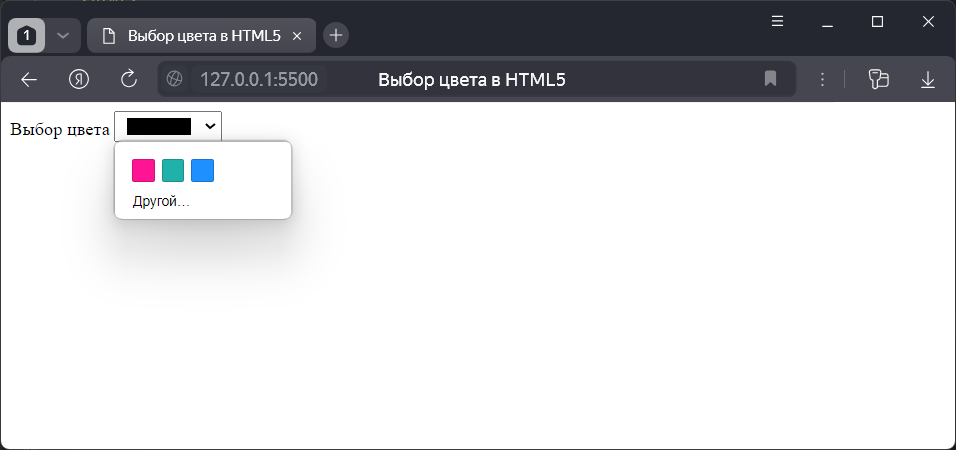 1
Выбор цвета в HTML5
Я
127.0.0.1:5500
Выбор цвета в HTML5
Выбор цвета
Другой...